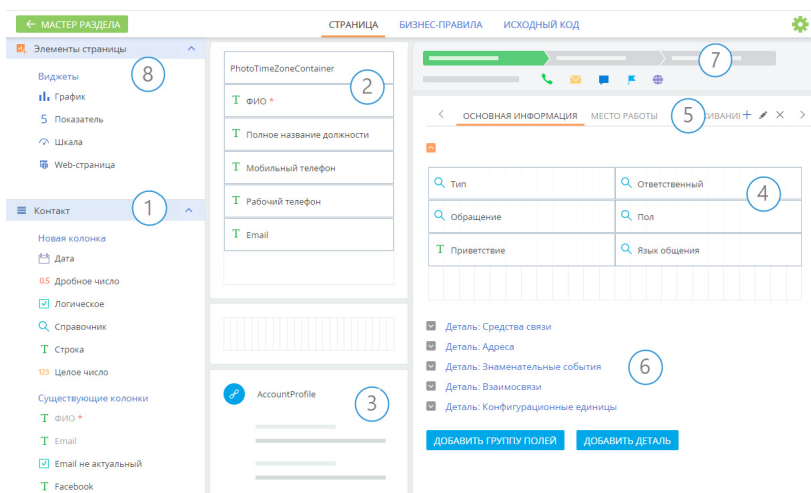 ← МАСТЕР РАЗДЕЛА
СТРАНИЦА БИЗНЕС-ПРАВИЛА ИСХОДНЫЙ КОД
Элементы страницы
8
Виджеты
График
5 Показатель
Шкала
Web-страница
1
Контакт
Новая колонка
Дата
0.5 Дробное число
Логическое
Справочник
T Строка
123 Целое число
Существующие колонки
T ФИО *
T Email
Email не актуальный
T Facebook
PhotoTimeZoneContainer
2
T ФИО *
T Полное название должности
T Мобильный телефон
T Рабочий телефон
T Email
AccountProfile
3
7
ОСНОВНАЯ ИНФОРМАЦИЯ МЕСТО РАБОТЫ 5
Тип Ответственный
4
Обращение Пол
T Приветствие Язык общения
Деталь: Средства связи
Деталь: Адреса
Деталь: Знаменательные события
6
Деталь: Взаимосвязи
Деталь: Конфигурационные единицы
ДОБАВИТЬ ГРУППУ ПОЛЕЙ ДОБАВИТЬ ДЕТАЛЬ